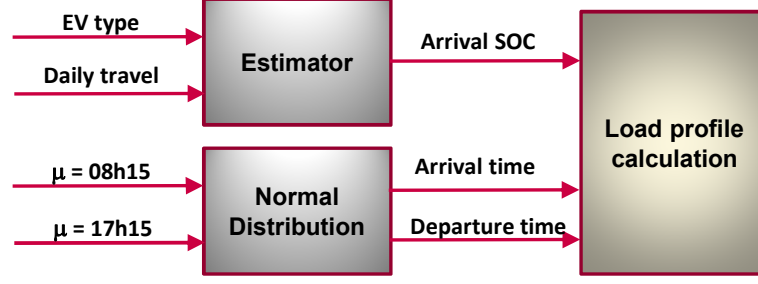 EV type
Daily travel
Estimator
Arrival SOC
μ = 08h15
μ = 17h15
Normal
Distribution
Arrival time
Departure time
Load profile
calculation